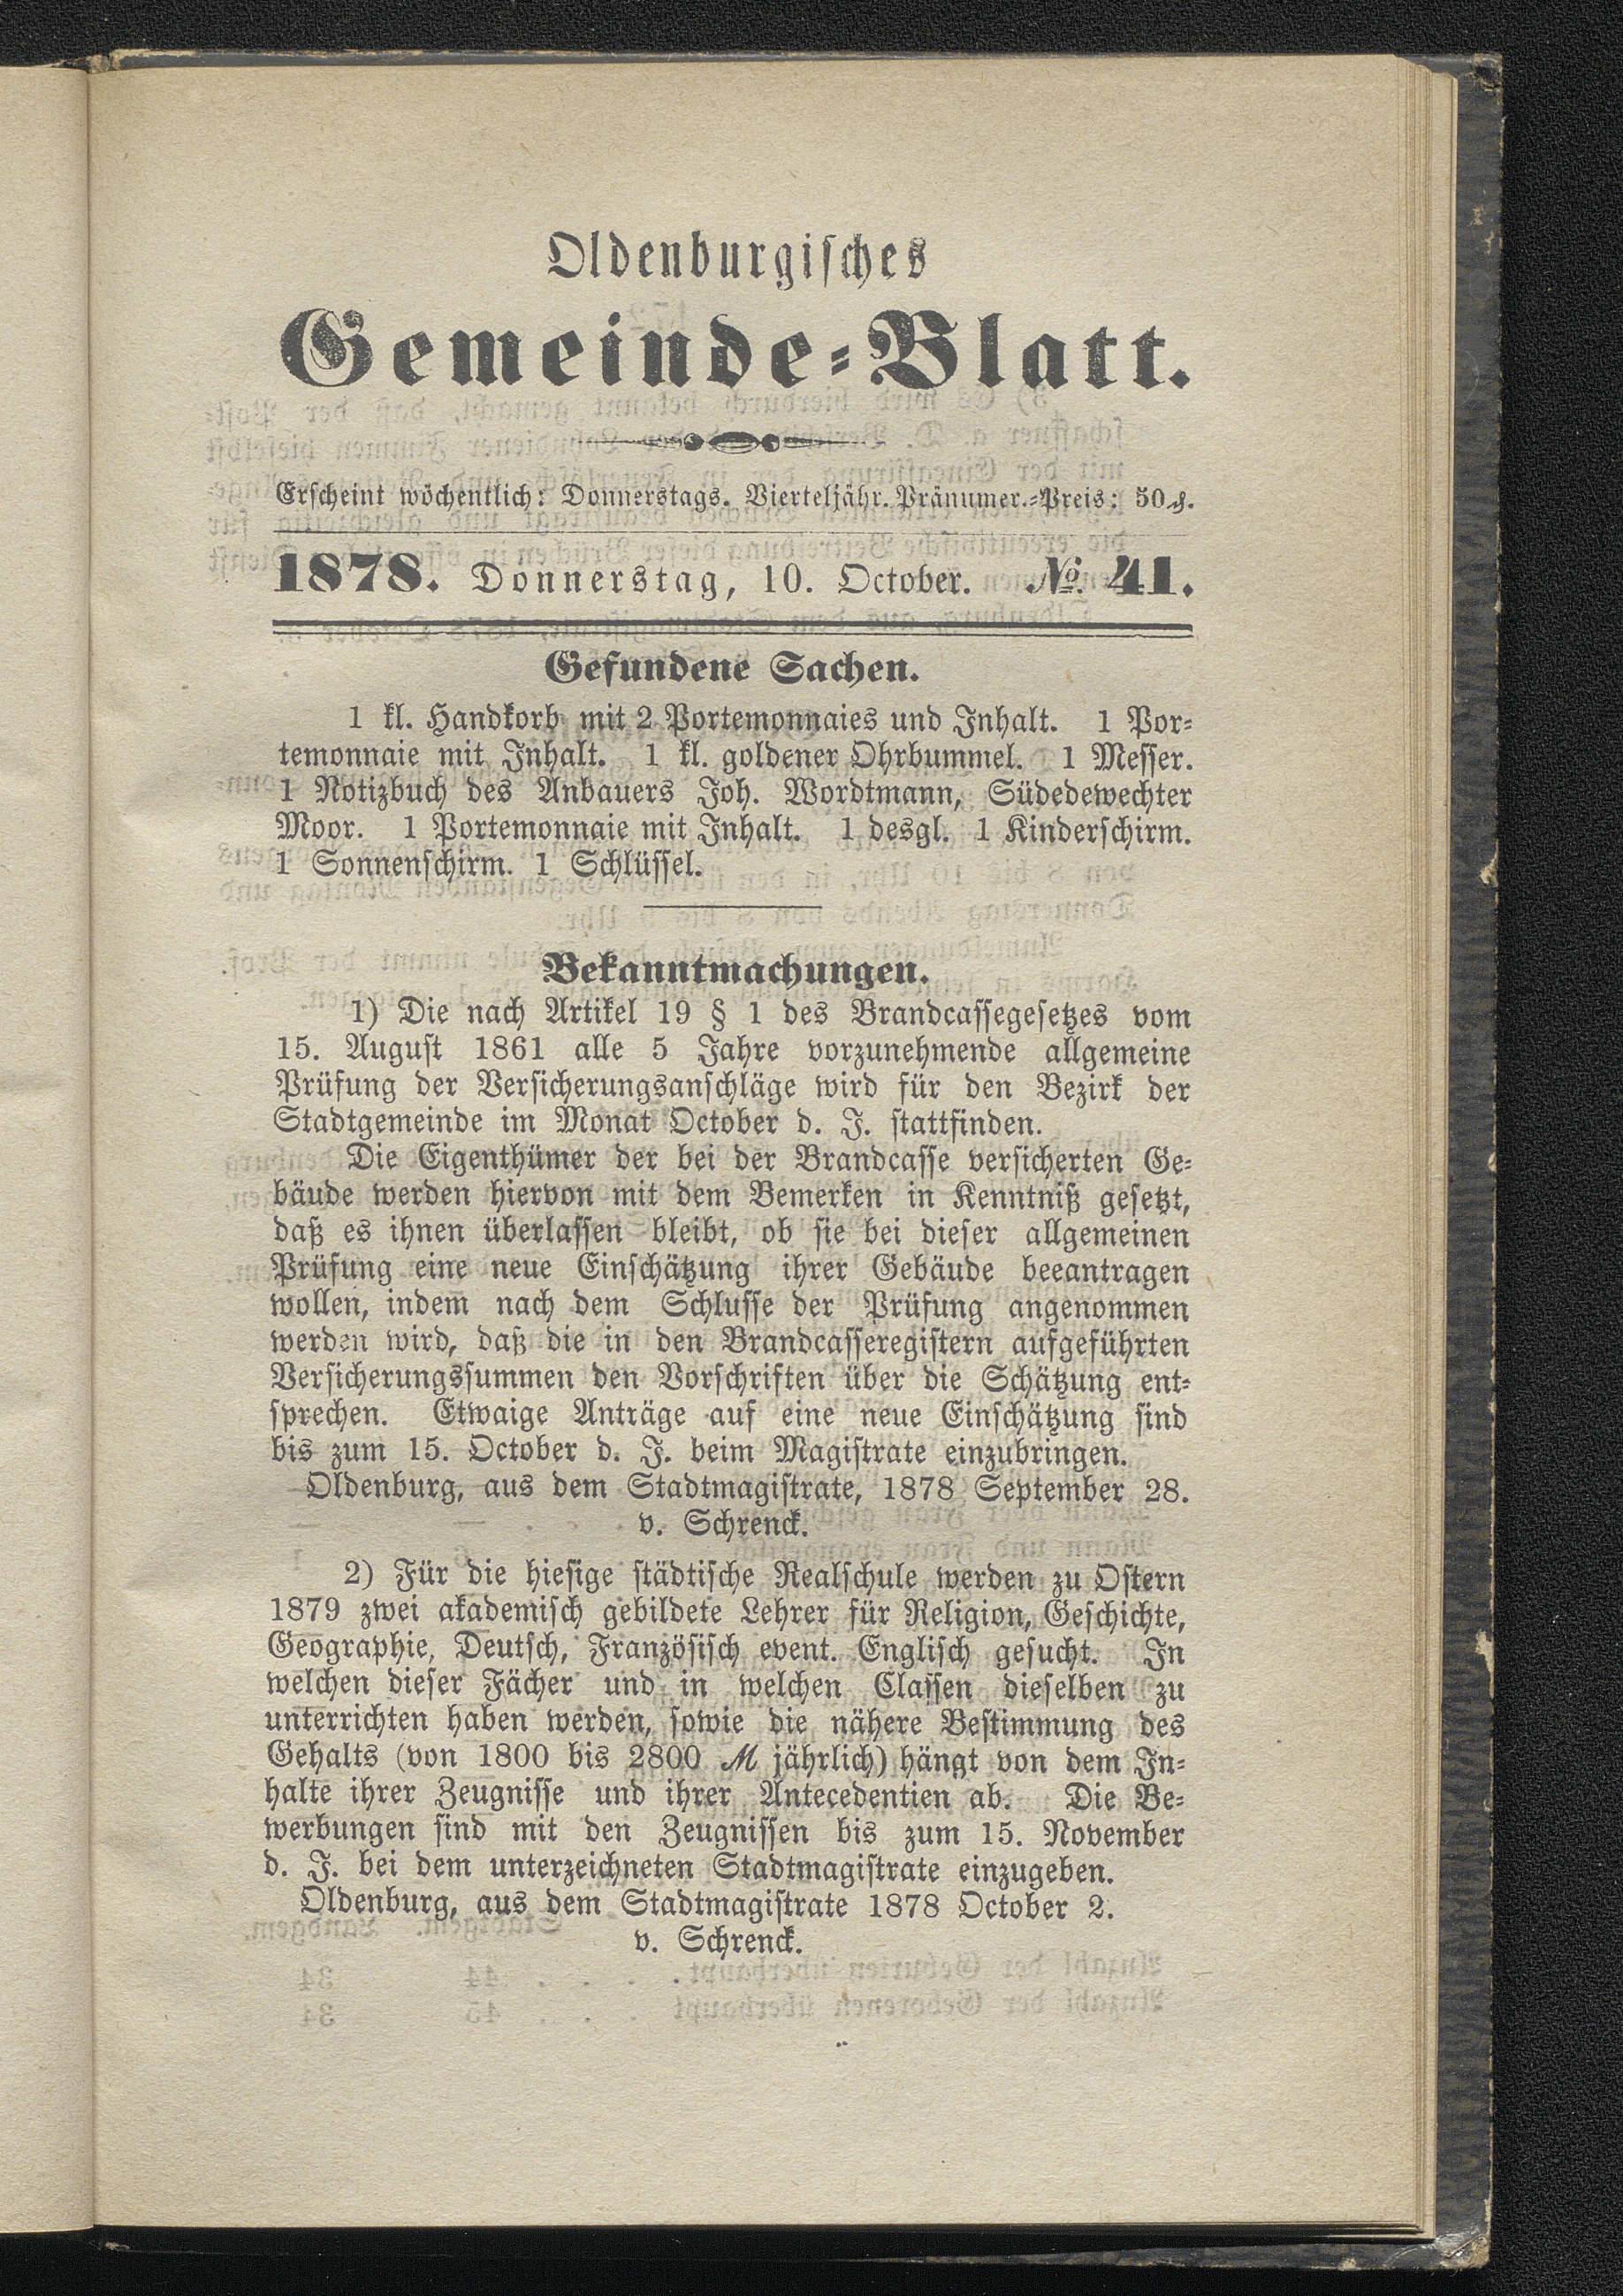 Oldenburgisches
Gemeinde-Blatt.
Erscheint wöchentlich: Donnerstags. Vierteljähr. Pränumer.-Preis: 50 ₰.
1878. Donnerstag, 10. October. № 41.
Gefundene Sachen.
1 kl. Handkorb mit 2 Portemonnaies und Inhalt. 1 Por-
temonnaie mit Inhalt. 1 kl. goldener Ohrbummel. 1 Messer.
1 Notizbuch des Anbauers Joh. Wordtmann, Südedewechter
Moor. 1 Portemonnaie mit Inhalt. 1 desgl. 1 Kinderschirm.
1 Sonnenschirm. 1 Schlüssel.
Bekanntmachungen.
1) Die nach Artikel 19 § 1 des Brandcassegesetzes vom
15. August 1861 alle 5 Jahre vorzunehmende allgemeine
Prüfung der Versicherungsanschläge wird für den Bezirk der
Stadtgemeinde im Monat October d. J. stattfinden.
Die Eigenthümer der bei der Brandcasse versicherten Ge-
bäude werden hiervon mit dem Bemerken in Kenntniß gesetzt,
daß es ihnen überlassen bleibt, ob sie bei dieser allgemeinen
Prüfung eine neue Einschätzung ihrer Gebäude beeantragen
wollen, indem nach dem Schlusse der Prüfung angenommen
werden wird, daß die in den Brandcasseregistern aufgeführten
Versicherungssummen den Vorschriften über die Schätzung ent-
sprechen. Etwaige Anträge auf eine neue Einschätzung sind
bis zum 15. October d. J. beim Magistrate einzubringen.
Oldenburg, aus dem Stadtmagistrate, 1878 September 28.
v. Schrenck.
2) Für die hiesige städtische Realschule werden zu Ostern
1879 zwei akademisch gebildete Lehrer für Religion, Geschichte,
Geographie, Deutsch, Französisch event. Englisch gesucht. In
welchen dieser Fächer und in welchen Classen dieselben zu
unterrichten haben werden, sowie die nähere Bestimmung des
Gehalts (von 1800 bis 2800 ℳ jährlich) hängt von dem In-
halte ihrer Zeugnisse und ihrer Antecedentien ab. Die Be-
werbungen sind mit den Zeugnissen bis zum 15. November
d. J. bei dem unterzeichneten Stadtmagistrate einzugeben.
Oldenburg, aus dem Stadtmagistrate 1878 October 2.
v. Schrenck.